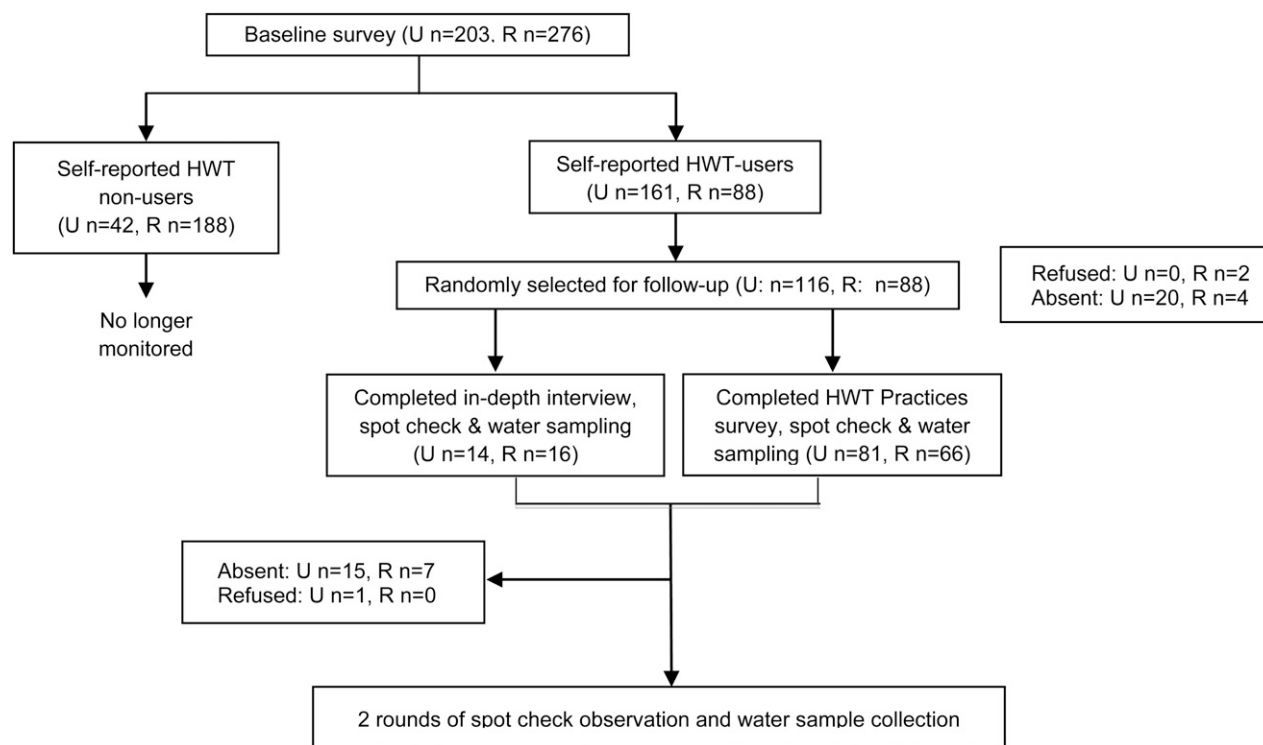 Baseline survey (U n=203. R n=276)
Self-reported HWT
non-users
(U n=42, R n=188)
Self-reported HWT-users
(U n=161, R n=88)
No longer
monitored
Randomly selected for follow-up (U: n=116, R: n=88)
Refused: U n=0, R n=2
Absent: U n=20, R n=4
Completed in-depth interview,
spot check & water sampling
(U n=14, R n=16)
Completed HWT Practices
survey, spot check & water
sampling (U n=81, R n=66)
Absent: U n=15, R n=7
Refused: U n=1, R n=0
2 rounds of spot check observation and water sample collection